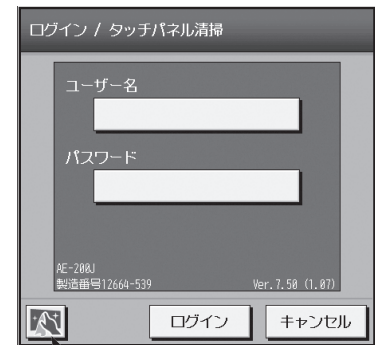 ログイン / タッチパネル清掃
ユーザー名
パスワード
AE-200J
製造番号12664-539
Ver.7.50 (1.07)
ログイン
キャンセル